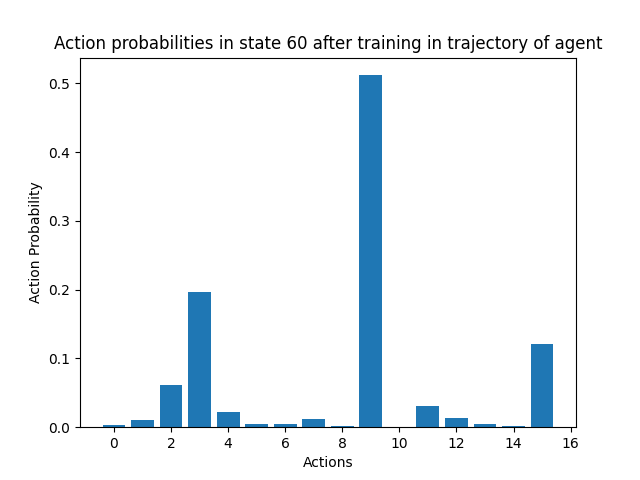 Action probabilities in state 60 after training in trajectory of agent
0.5
0.4
0.3
0.2
0.1
0.0
Action Probability
0 2 4 6 8 10 12 14 16
Actions